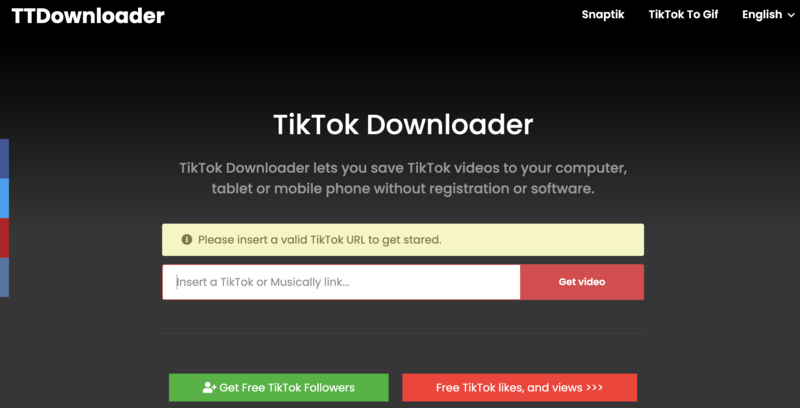 TTDownloader
Snaptik
TikTok To Gif
English
TikTok Downloader
TikTok Downloader lets you save TikTok videos to your computer,
tablet or mobile phone without registration or software.
Please insert a valid TikTok URL to get stared.
Insert a TikTok or Musically link...
Get video
Get Free TikTok Followers
Free TikTok likes, and views >>>